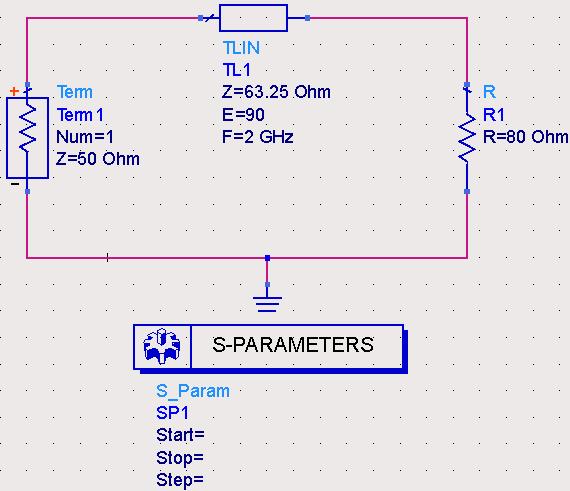 TLIN
TL1
Z=63.25 Ohm
E=90
F=2 GHz
+
Term
Term1
Num=1
Z=50 Ohm
-
R
R1
R=80 Ohm
S-PARAMETERS
S_Param
SP1
Start=
Stop=
Step=